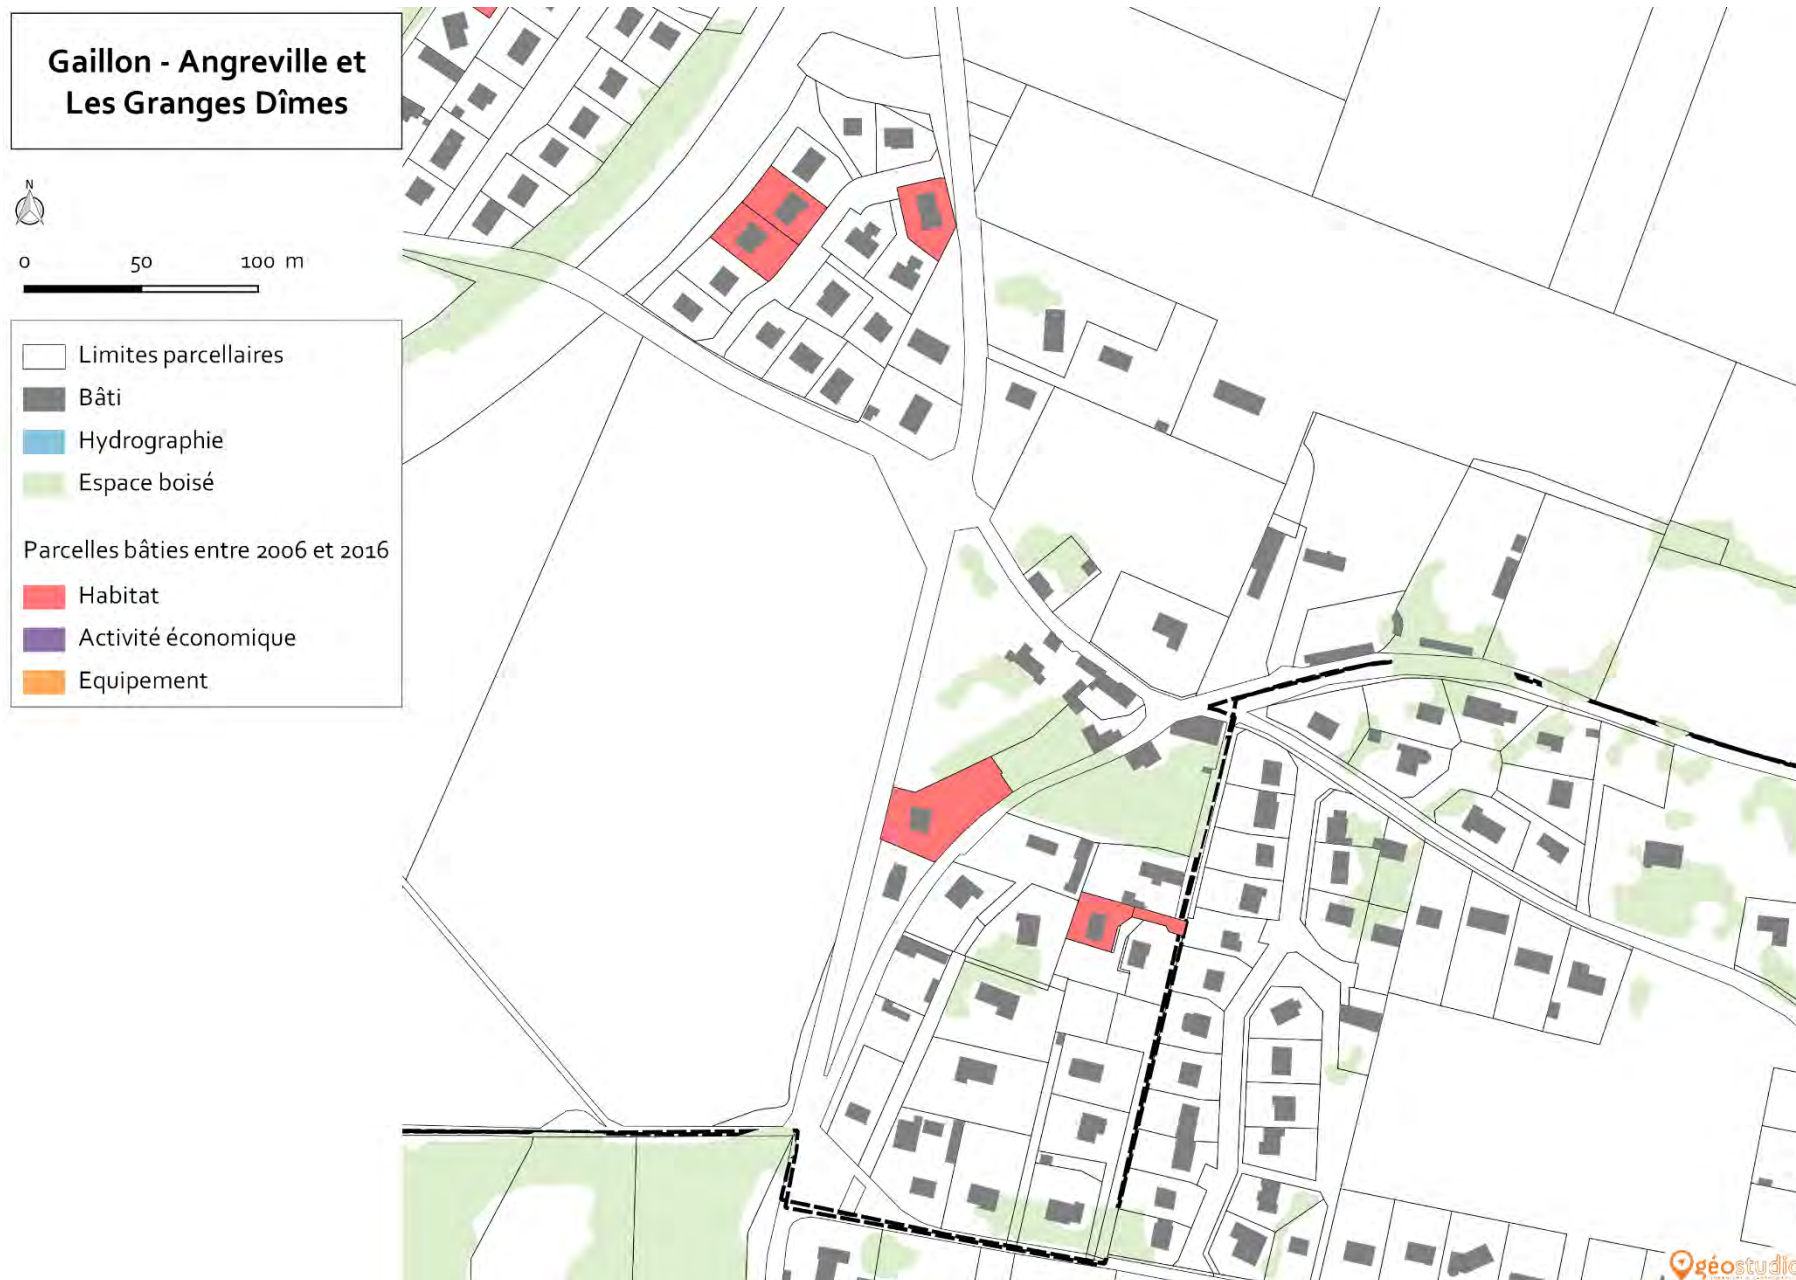 Gaillon - Angreville et
Les Granges Dîmes
N
0 50 100 m
Limites parcellaires
Bâti
Hydrographie
Espace boisé
Parcelles bâties entre 2006 et 2016
Habitat
Activité économique
Equipement
géostudio